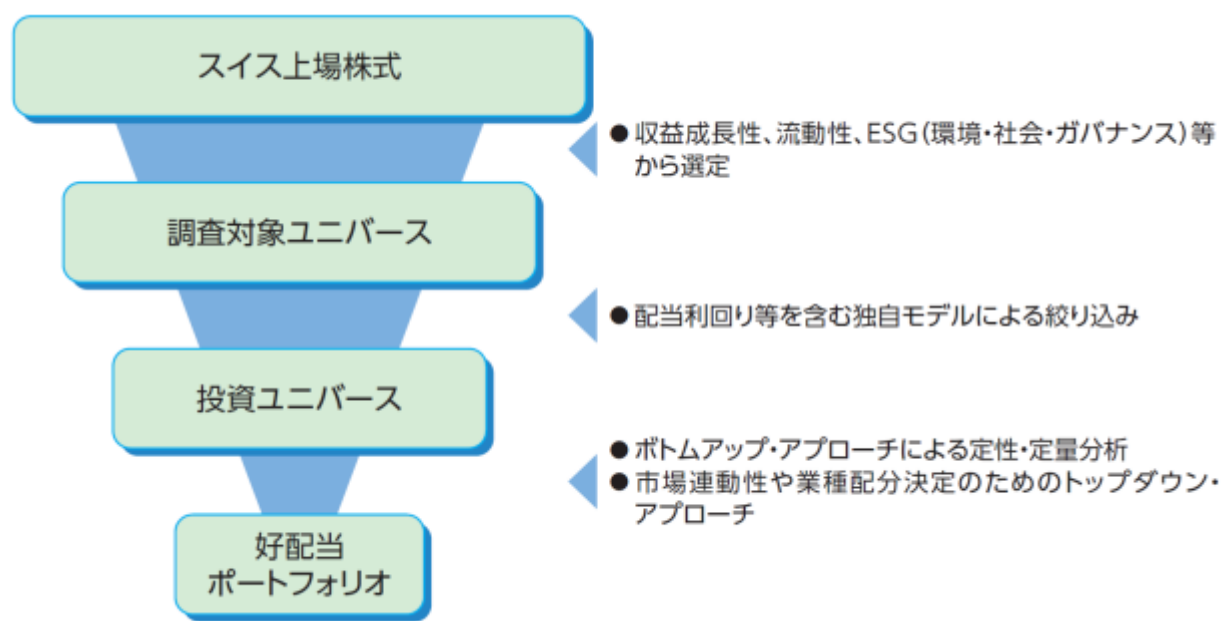 スイス上場株式
●収益成長性、流動性、ESG(環境・社会・ガバナンス)等
から選定
調査対象ユニバース
●配当利回り等を含む独自モデルによる絞り込み
投資ユニバース
●ボトムアップ・アプローチによる定性・定量分析
●市場連動性や業種配分決定のためのトップダウン・
アプローチ
好配当
ポートフォリオ